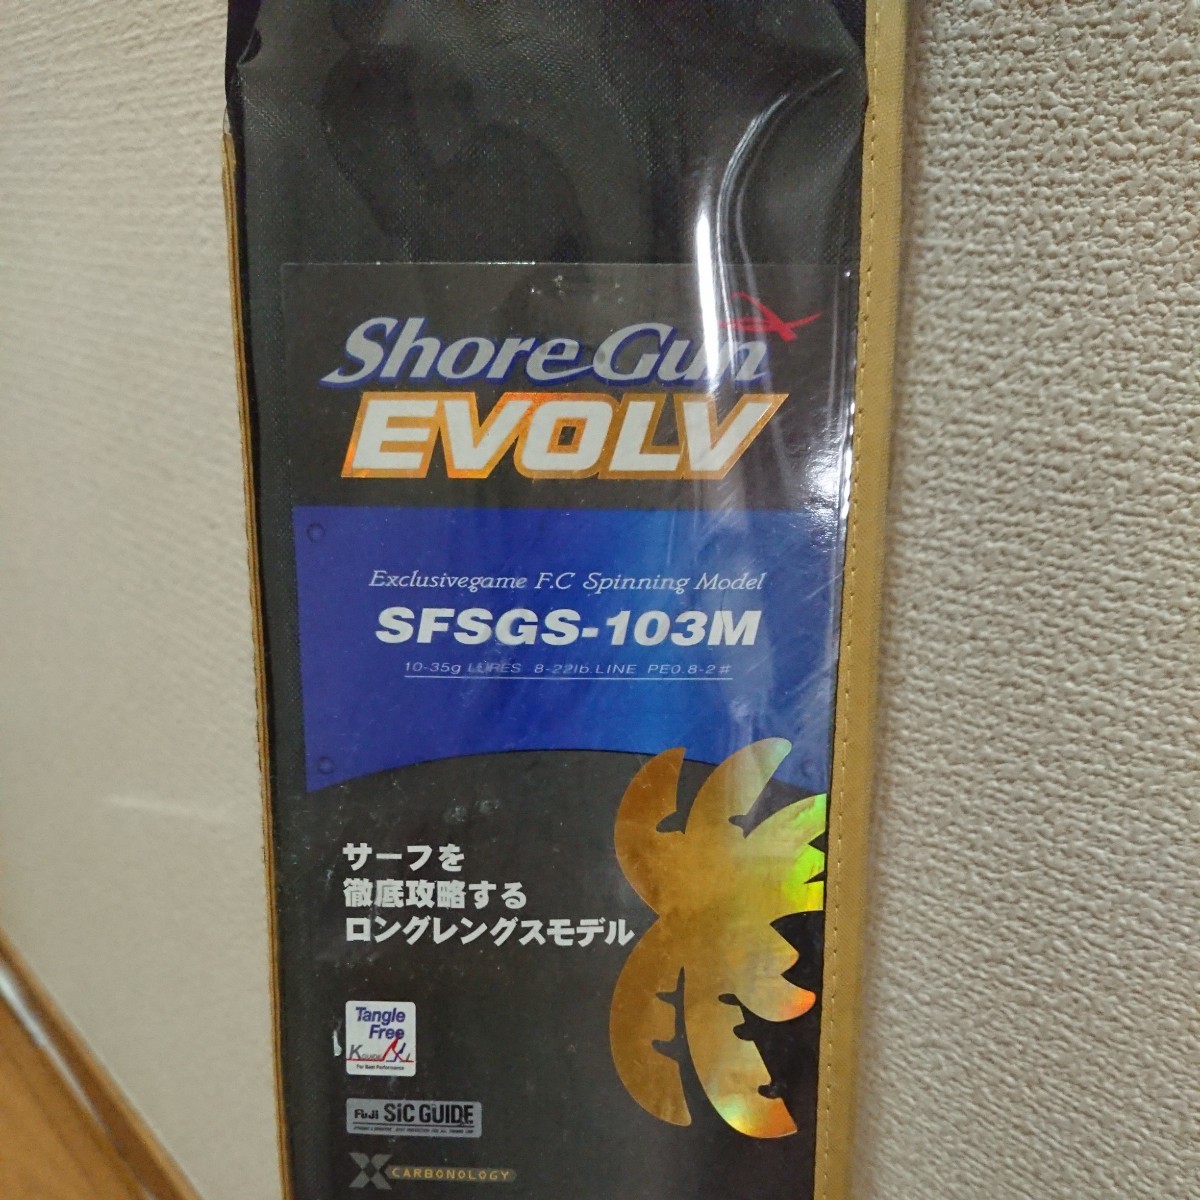 Shore Gun
EVOLV
Exclusivegame F.C Spinning Model
SFSGS-103M
10-35g LURES 8-22lb.LINE PE0.8-2#
サーフを
徹底攻略する
ロングレングスモデル
Tangle
Free
K GUIDE
For Best Performance
Fuji SiC GUIDE
X CARBONOLOGY